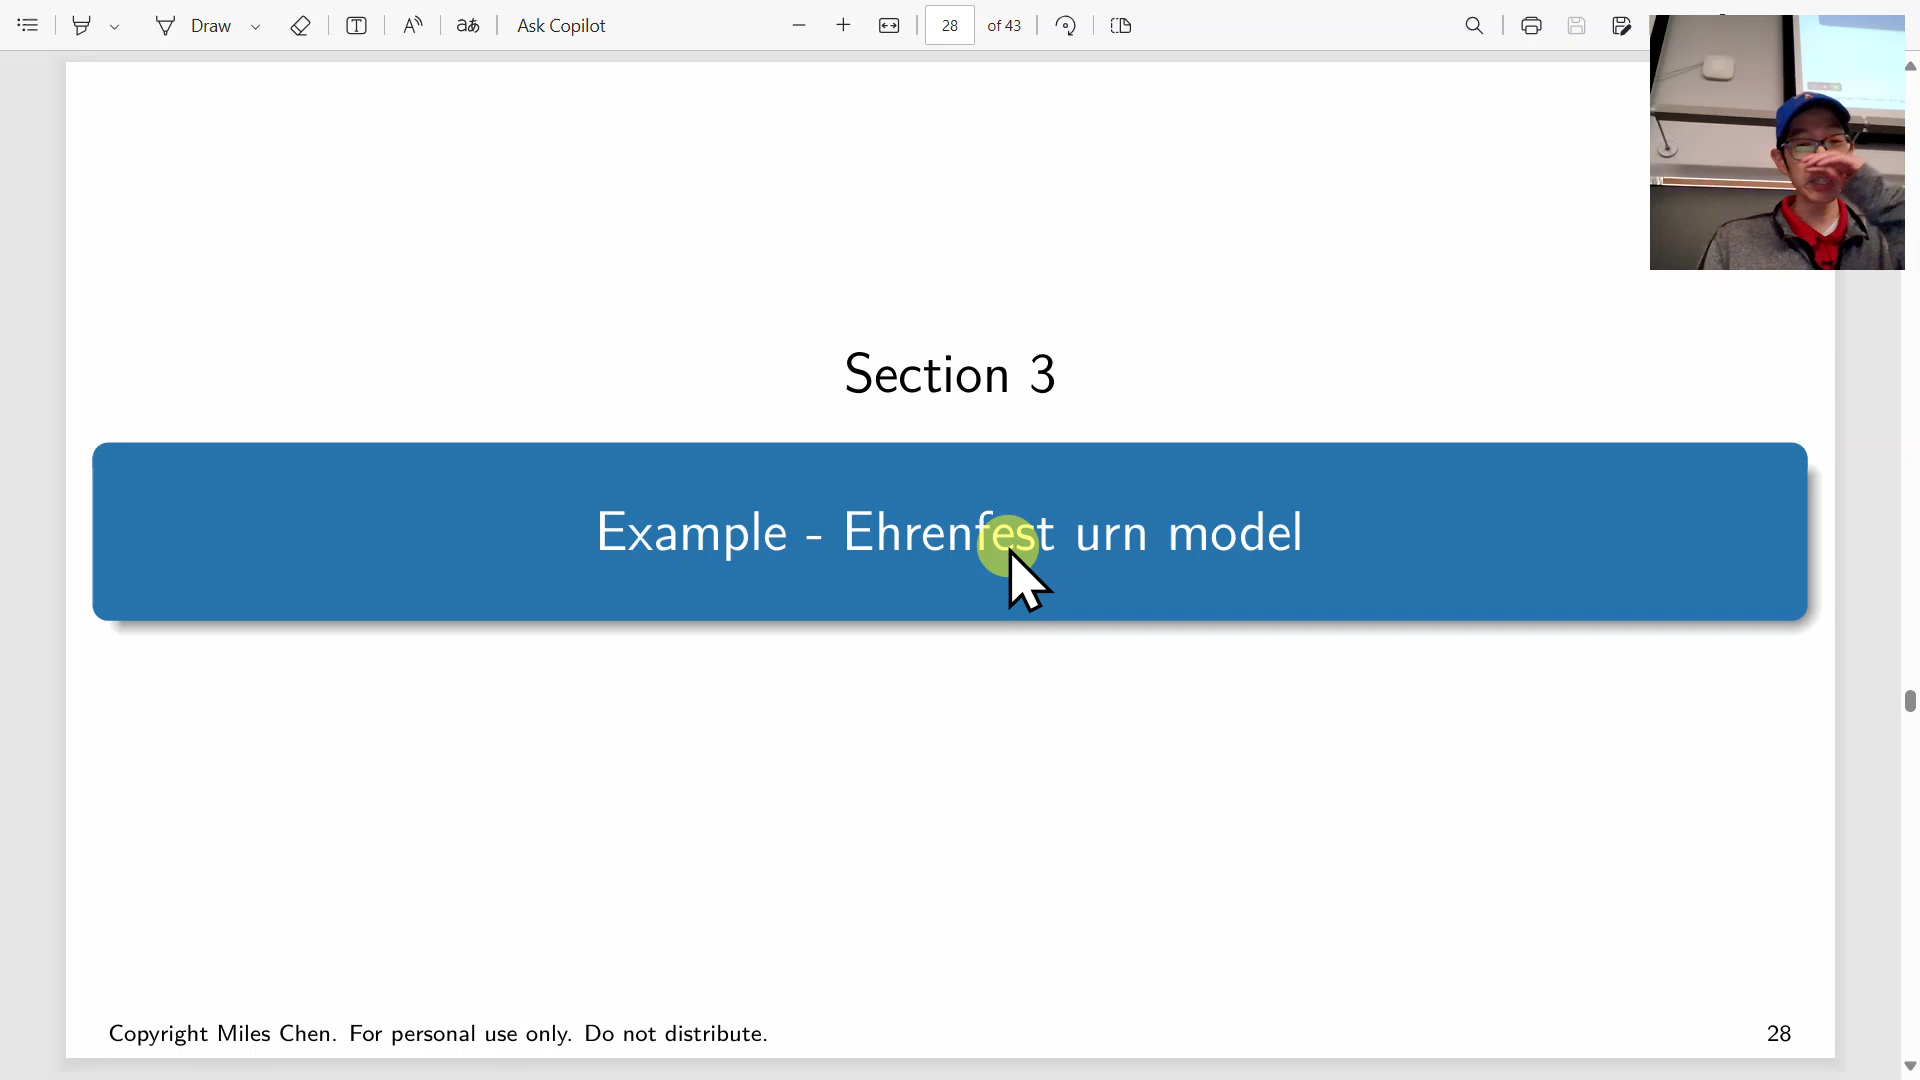 Draw
Ask Copilot
28
of 43
Section 3
Example - Ehrenfest urn model
Copyright Miles Chen. For personal use only. Do not distribute.
28